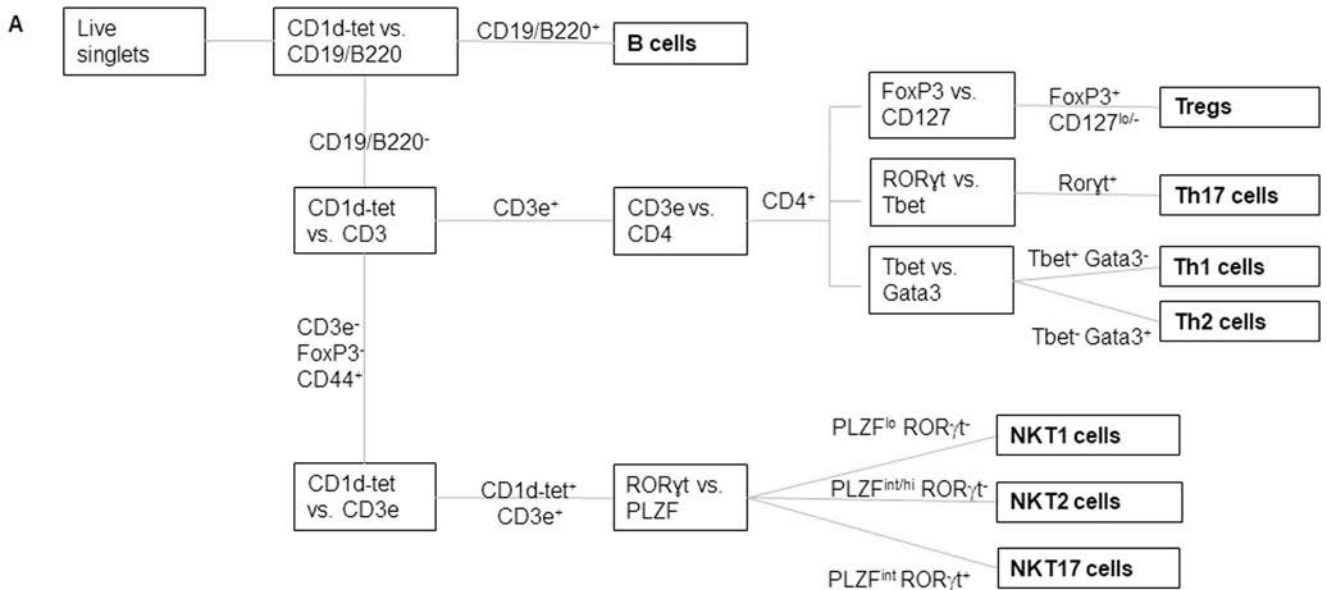 A
Live
singlets
CD1d-tet vs.
CD19/B220
CD19/B220⁺
B cells
CD19/B220⁻
CD1d-tet
vs. CD3
CD3e⁺
CD3e vs.
CD4
CD4⁺
FoxP3 vs.
CD127
FoxP3⁺
CD127ˡᵒ/⁻
Tregs
RORɣt vs.
Tbet
Rorɣt⁺
Th17 cells
Tbet vs.
Gata3
Tbet⁺ Gata3⁻
Th1 cells
Tbet⁻ Gata3⁺
Th2 cells
CD3e⁻
FoxP3⁻
CD44⁺
CD1d-tet
vs. CD3e
CD1d-tet⁺
CD3e⁺
RORɣt vs.
PLZF
PLZFˡᵒ RORγt⁻
NKT1 cells
PLZFⁱⁿᵗ/ʰⁱ RORγt⁻
NKT2 cells
PLZFⁱⁿᵗ RORγt⁺
NKT17 cells